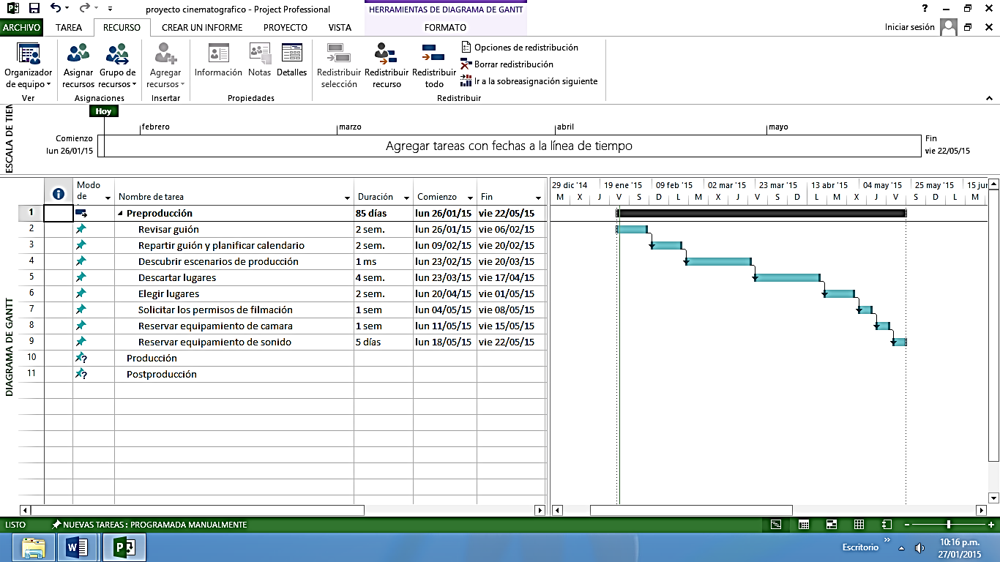 proyecto cinematografico - Project Professional
HERRAMIENTAS DE DIAGRAMA DE GANTT
?
ARCHIVO TAREA RECURSO CREAR UN INFORME PROYECTO VISTA FORMATO
Iniciar sesión
Organizador de equipo
Asignar recursos
Grupo de recursos
Agregar recursos
Información
Notas
Detalles
Redistribuir selección
Redistribuir recurso
Redistribuir todo
Opciones de redistribución
Borrar redistribución
Ir a la sobreasignación siguiente
Ver Asignaciones Insertar Propiedades Redistribuir
ESCALA DE TIEM
Hoy
febrero marzo abril mayo
Comienzo
lun 26/01/15
Agregar tareas con fechas a la línea de tiempo
Fin
vie 22/05/15
DIAGRAMA DE GANTT
Modo de Nombre de tarea Duración Comienzo Fin
29 dic '14 19 ene '15 09 feb '15 02 mar '15 23 mar '15 13 abr '15 04 may '15 25 may '15 15 jun
M X J V S D L M X J V S D L M X J V S D L M
1 Preproducción 85 días lun 26/01/15 vie 22/05/15
2 Revisar guión 2 sem. lun 26/01/15 vie 06/02/15
3 Repartir guión y planificar calendario 2 sem. lun 09/02/15 vie 20/02/15
4 Descubrir escenarios de producción 1 ms lun 23/02/15 vie 20/03/15
5 Descartar lugares 4 sem. lun 23/03/15 vie 17/04/15
6 Elegir lugares 2 sem. lun 20/04/15 vie 01/05/15
7 Solicitar los permisos de filmación 1 sem lun 04/05/15 vie 08/05/15
8 Reservar equipamiento de camara 1 sem lun 11/05/15 vie 15/05/15
9 Reservar equipamiento de sonido 5 días lun 18/05/15 vie 22/05/15
10 Producción
11 Postproducción
LISTO NUEVAS TAREAS : PROGRAMADA MANUALMENTE
Escritorio
10:16 p.m.
27/01/2015